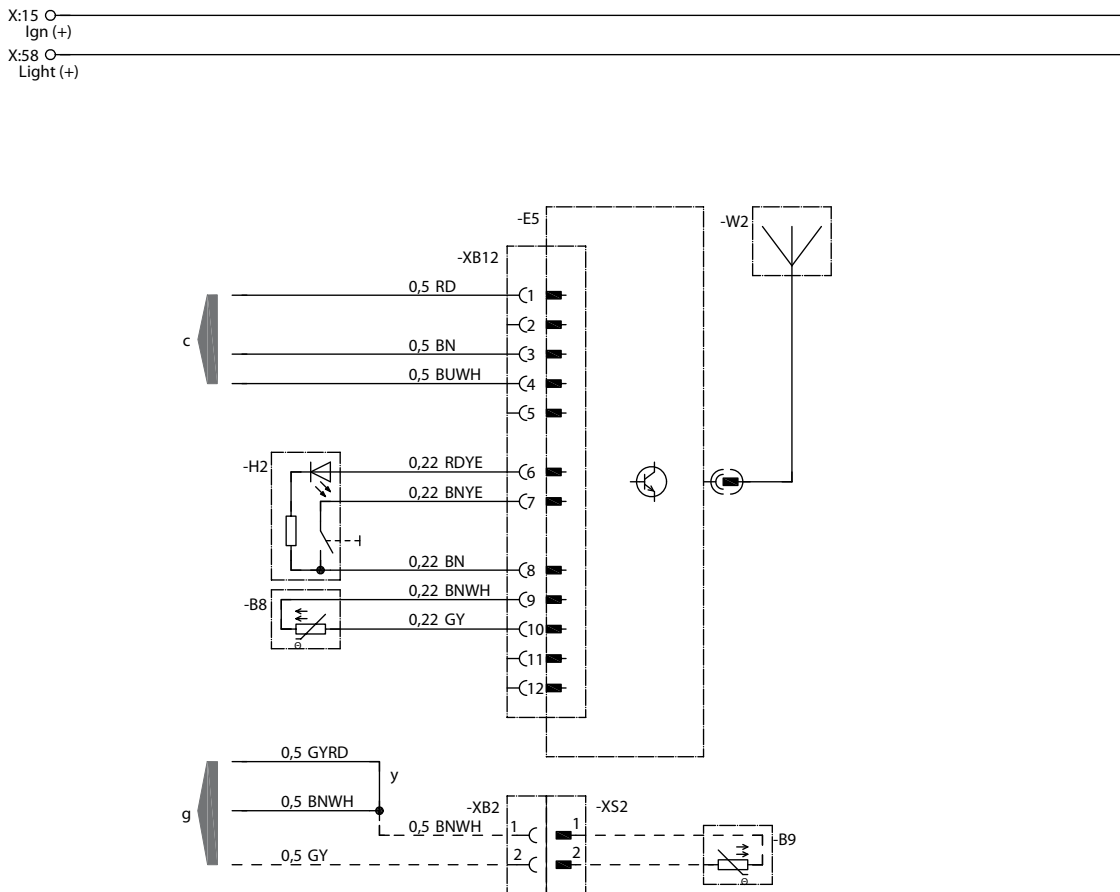 X:15
Ign (+)
X:58
Light (+)
-E5
-W2
-XB12
0,5 RD
1
2
c
0,5 BN
3
0,5 BUWH
4
5
-H2
0,22 RDYE
6
0,22 BNYE
7
0,22 BN
8
0,22 BNWH
9
-B8
0,22 GY
10
11
12
0,5 GYRD
y
0,5 BNWH
-XB2
-XS2
g
0,5 BNWH
1
1
-B9
0,5 GY
2
2